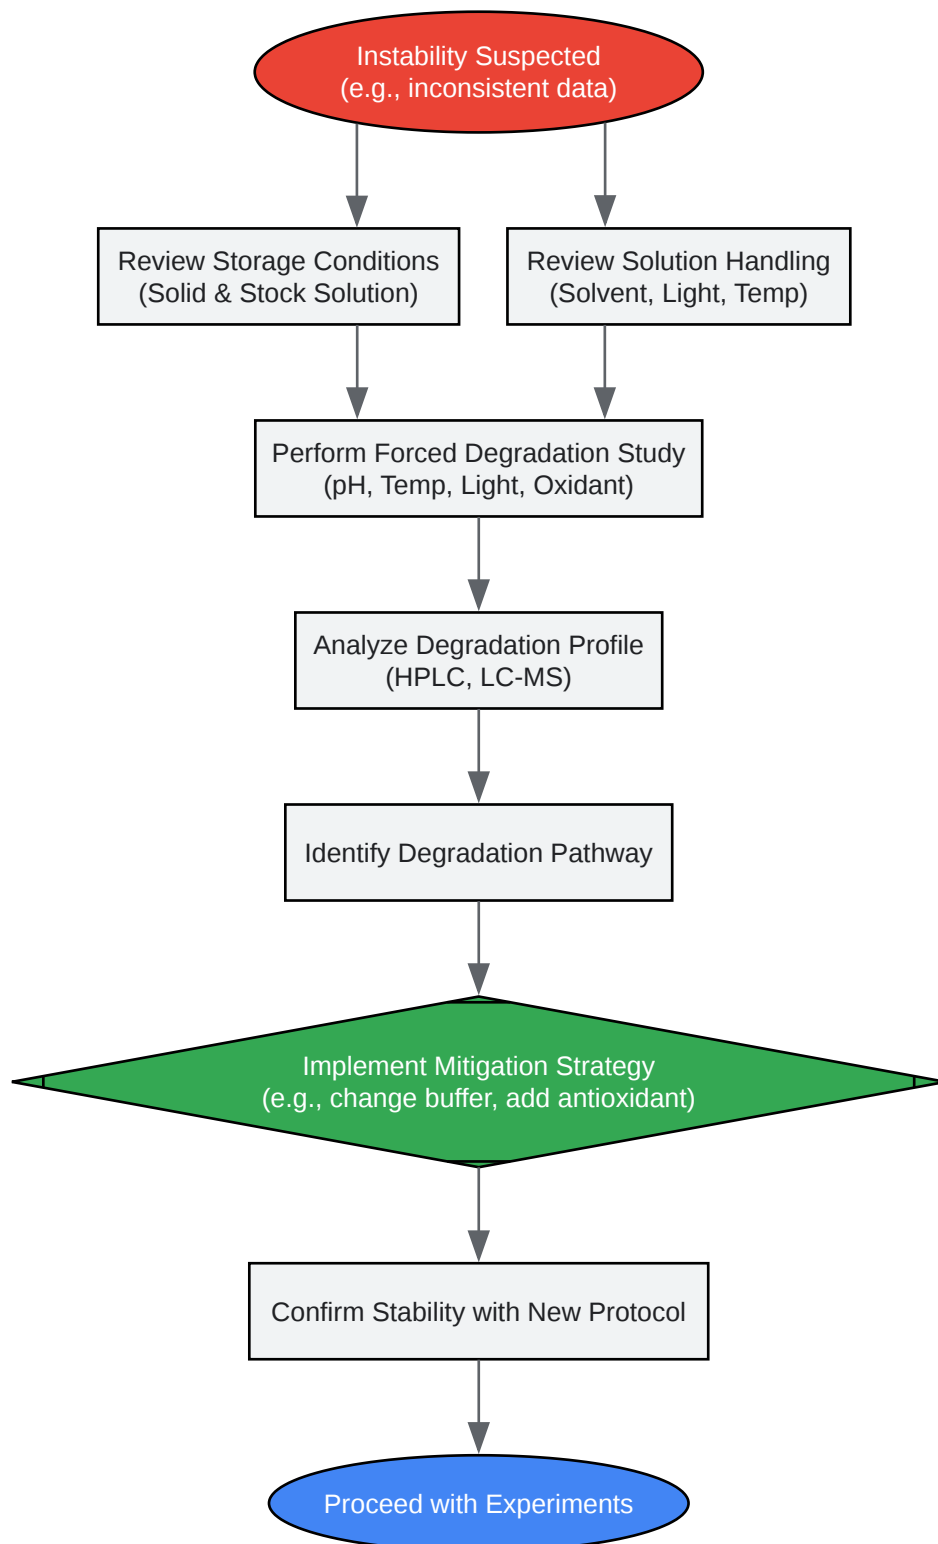 Instability Suspected
(e.g., inconsistent data)
Review Storage Conditions
(Solid & Stock Solution)
Review Solution Handling
(Solvent, Light, Temp)
Perform Forced Degradation Study
(pH, Temp, Light, Oxidant)
Analyze Degradation Profile
(HPLC, LC-MS)
Identify Degradation Pathway
Implement Mitigation Strategy
(e.g., change buffer, add antioxidant)
Confirm Stability with New Protocol
Proceed with Experiments